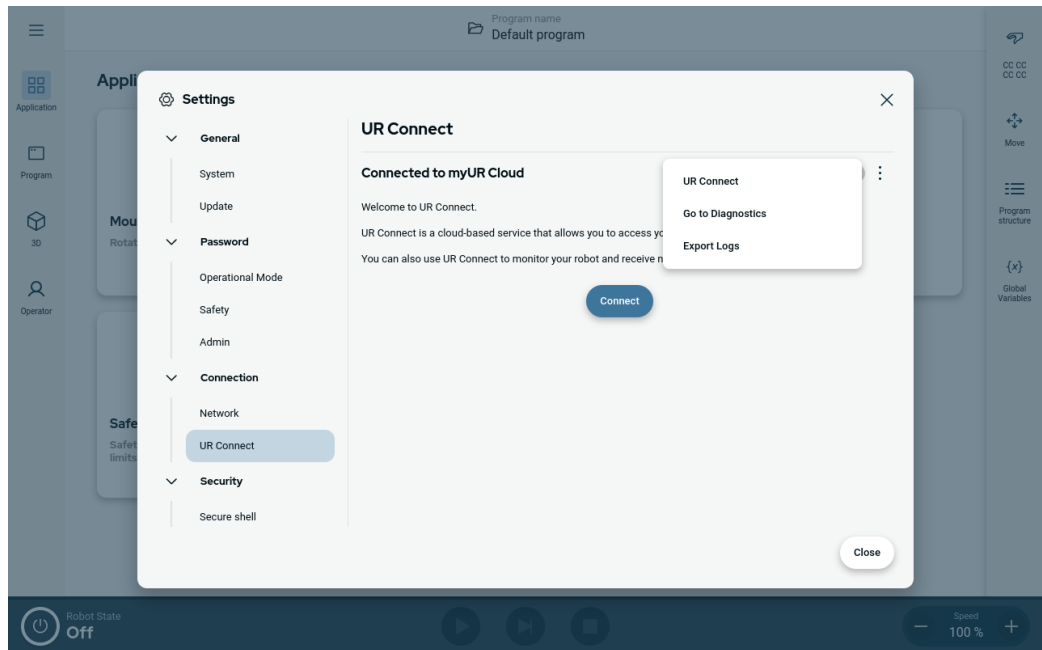 Program name
Default program
Application
Program
3D
Operator
Appli
Mou
Rotat
Safe
Safet
limits
Settings
General
System
Update
Password
Operational Mode
Safety
Admin
Connection
Network
UR Connect
Security
Secure shell
UR Connect
Connected to myUR Cloud
Welcome to UR Connect.
UR Connect is a cloud-based service that allows you to access yo
You can also use UR Connect to monitor your robot and receive n
UR Connect
Go to Diagnostics
Export Logs
Connect
Close
CC CC
CC CC
Move
Program
structure
{x}
Global
Variables
Robot State
Off
Speed
100 %